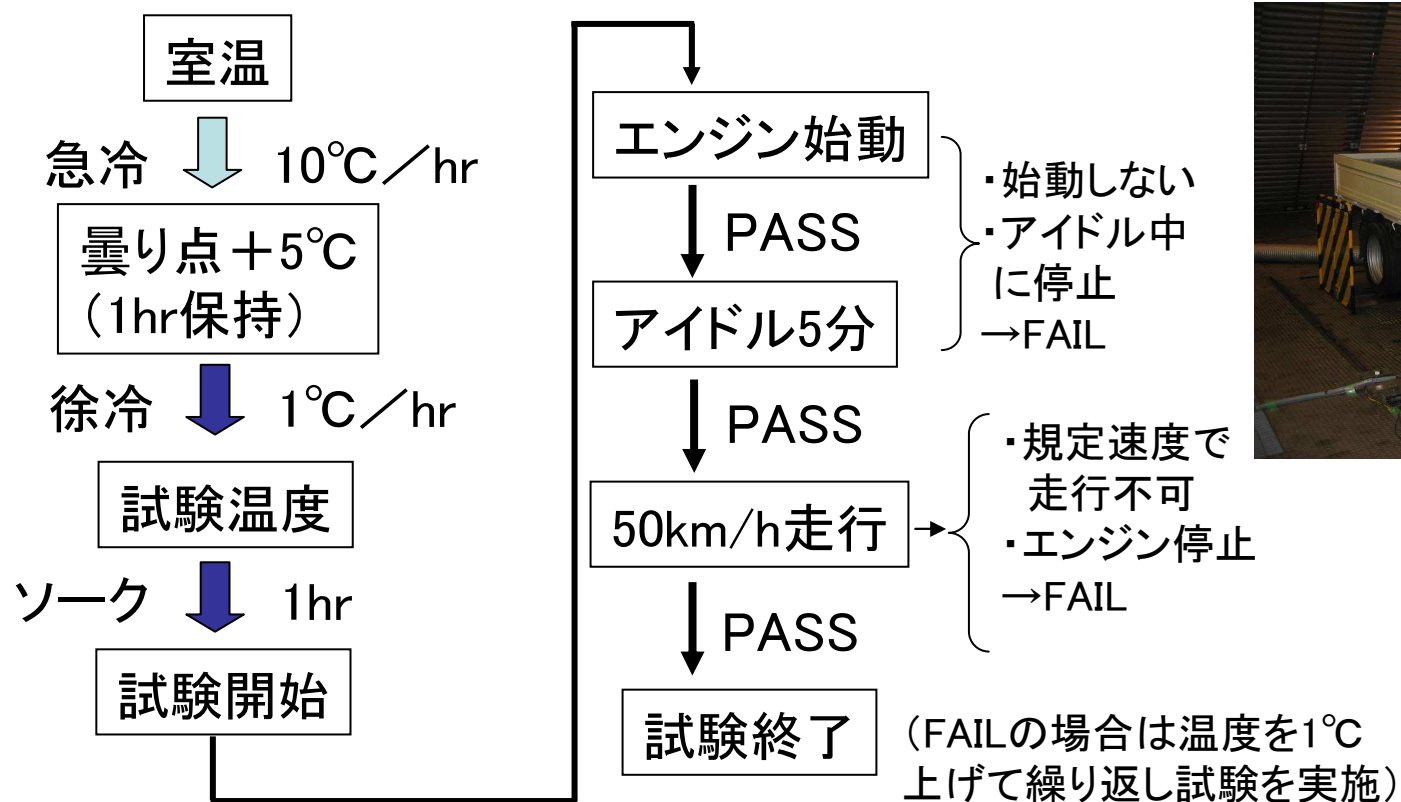 室温
急冷 10℃／hr
曇り点＋5℃
（1hr保持）
徐冷 1℃／hr
試験温度
ソーク 1hr
試験開始
エンジン始動
PASS
アイドル5分
・始動しない
・アイドル中
に停止
→FAIL
PASS
50km/h走行
・規定速度で
走行不可
・エンジン停止
→FAIL
PASS
試験終了
（FAILの場合は温度を1℃
上げて繰り返し試験を実施）